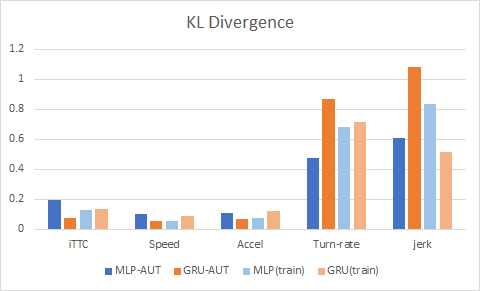 KL Divergence
1.2
1
0.8
0.6
0.4
0.2
0
iTTC Speed Accel Turn-rate jerk
MLP-AUT GRU-AUT MLP(train) GRU(train)